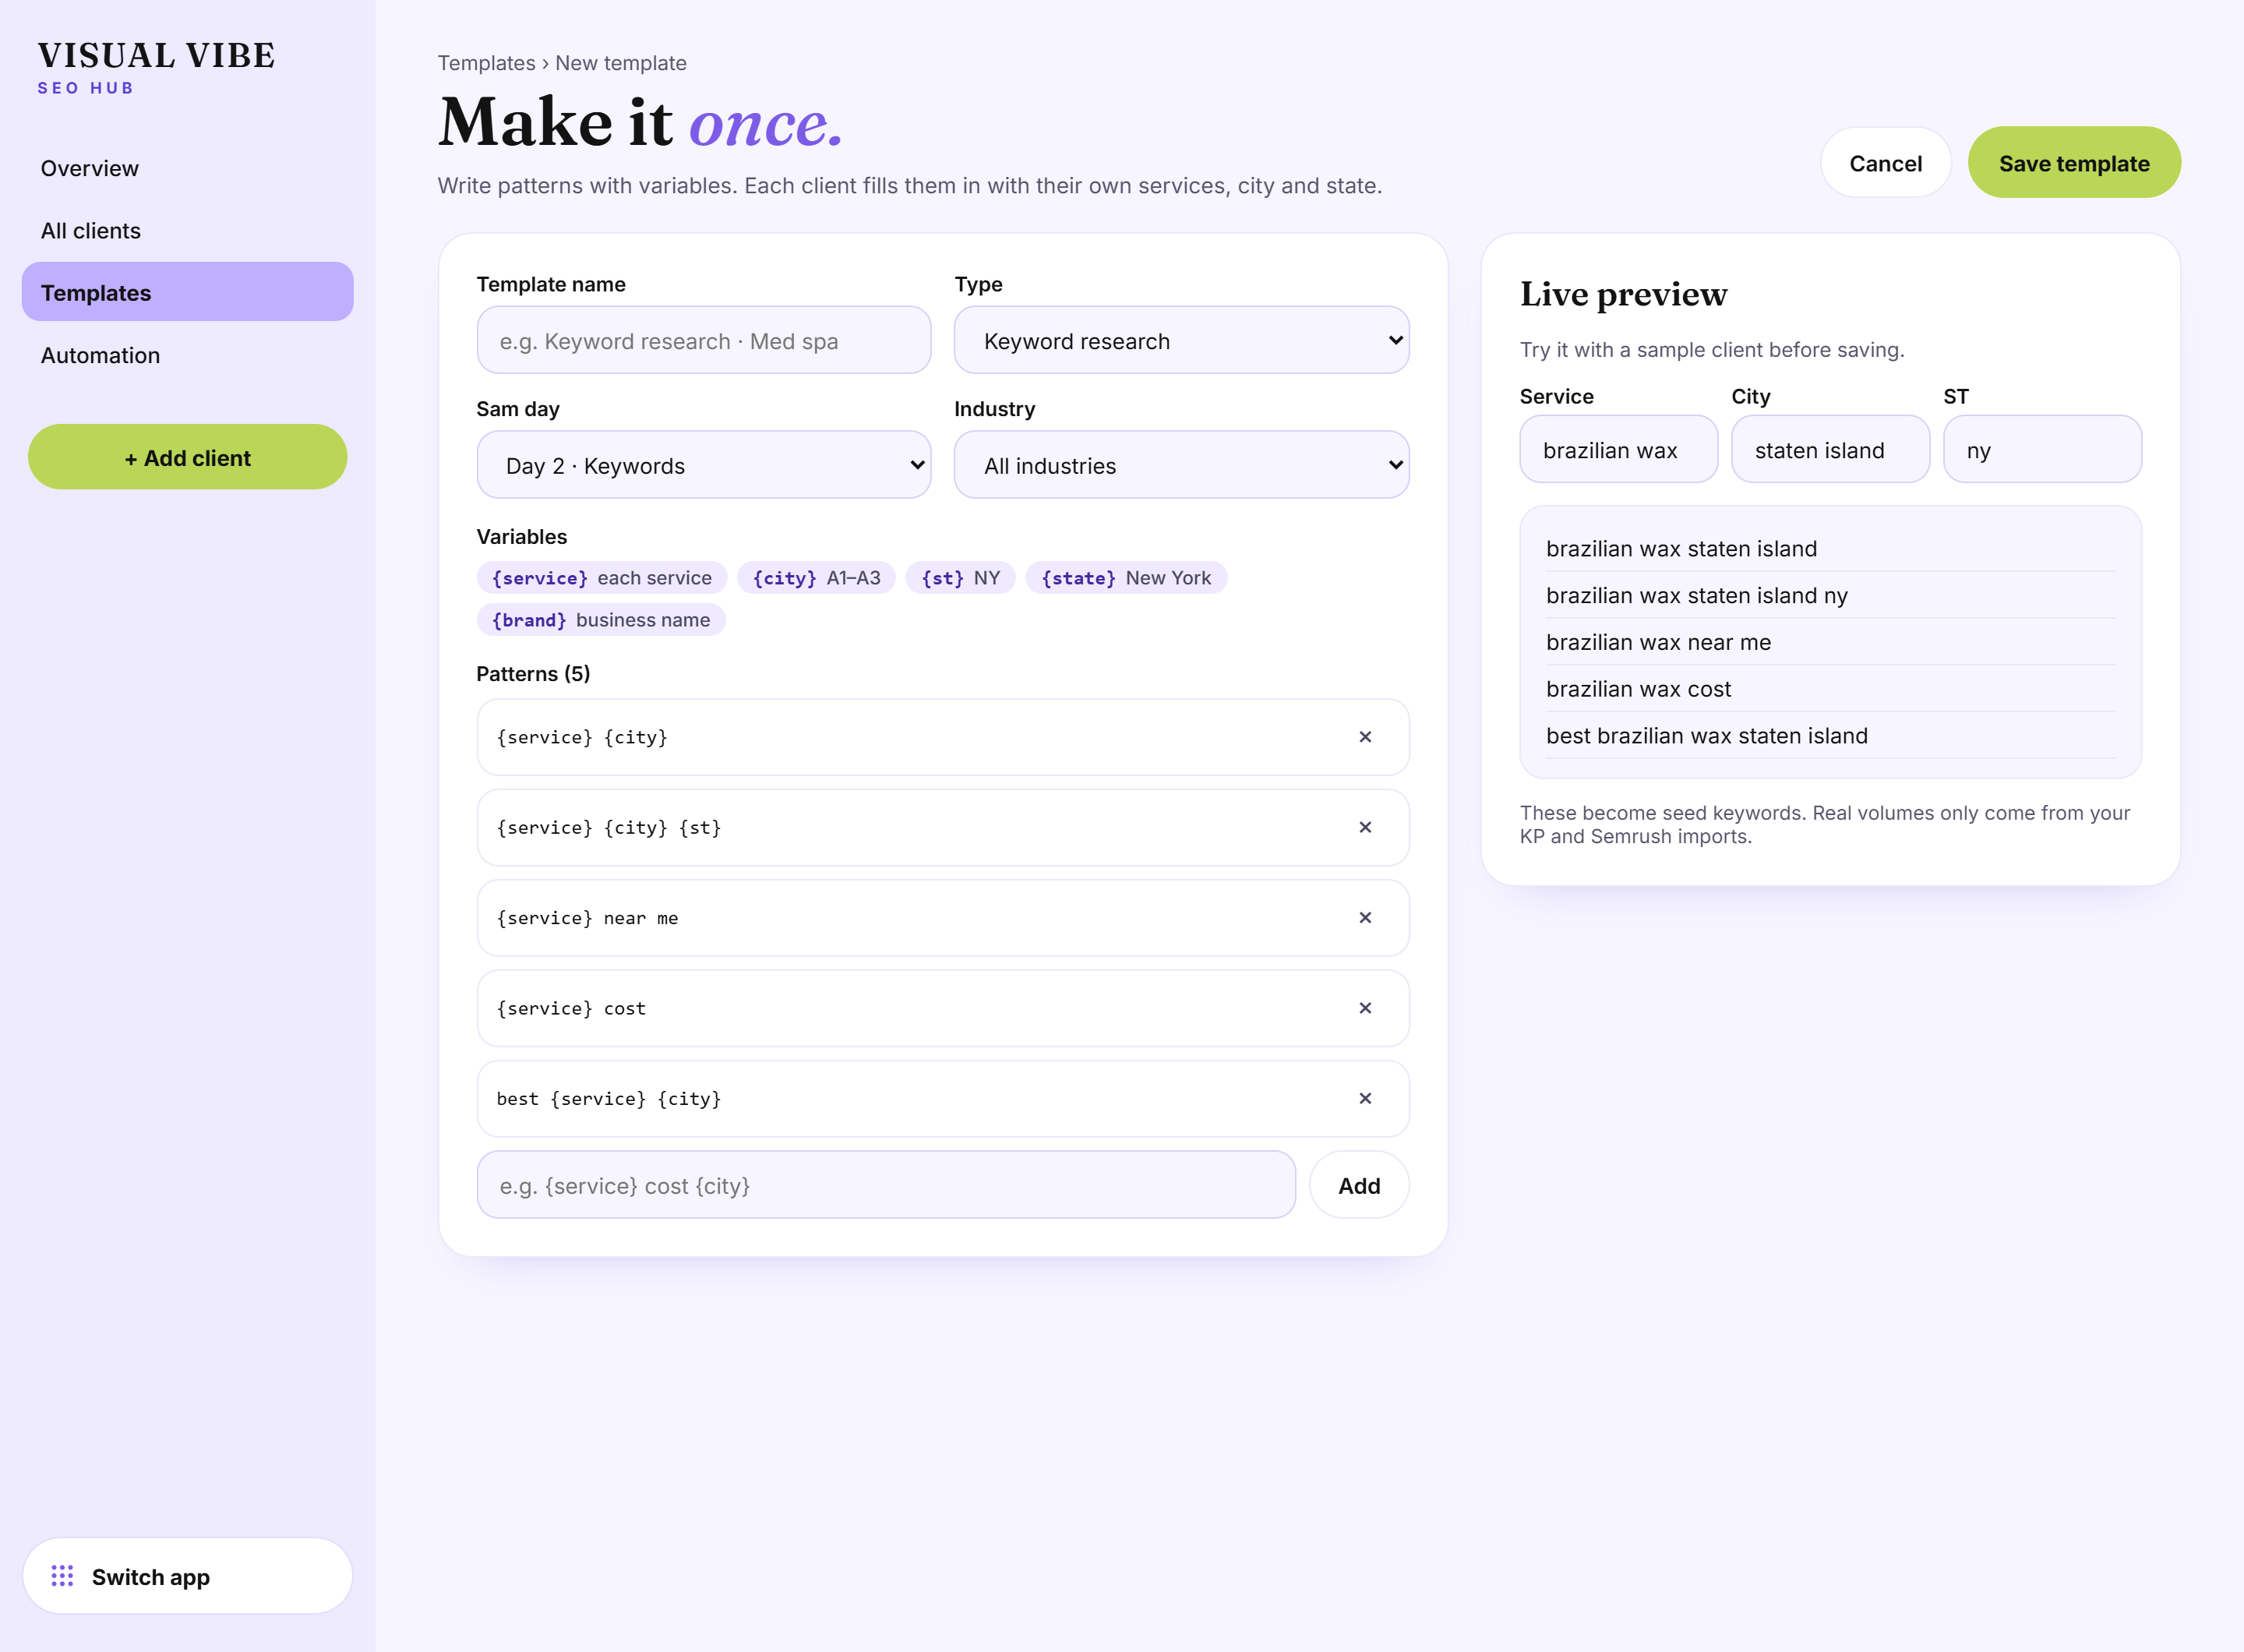 VISUAL VIBE
SEO HUB
Overview
All clients
Templates
Automation
+ Add client
Switch app
Templates › New template
Make it once.
Write patterns with variables. Each client fills them in with their own services, city and state.
Cancel
Save template
Template name
Type
e.g. Keyword research · Med spa
Keyword research
Sam day
Industry
Day 2 · Keywords
All industries
Variables
{service} each service {city} A1–A3 {st} NY {state} New York
{brand} business name
Patterns (5)
{service} {city} ×
{service} {city} {st} ×
{service} near me ×
{service} cost ×
best {service} {city} ×
e.g. {service} cost {city}
Add
Live preview
Try it with a sample client before saving.
Service City ST
brazilian wax staten island ny
brazilian wax staten island
brazilian wax staten island ny
brazilian wax near me
brazilian wax cost
best brazilian wax staten island
These become seed keywords. Real volumes only come from your
KP and Semrush imports.